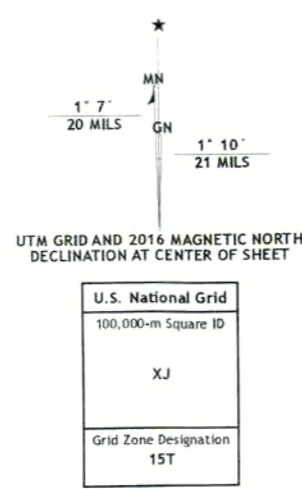 ★
MN
1° 7´
20 MILS
GN
1° 10´
21 MILS
UTM GRID AND 2016 MAGNETIC NORTH
DECLINATION AT CENTER OF SHEET
U.S. National Grid
100,000-m Square ID
XJ
Grid Zone Designation
15T